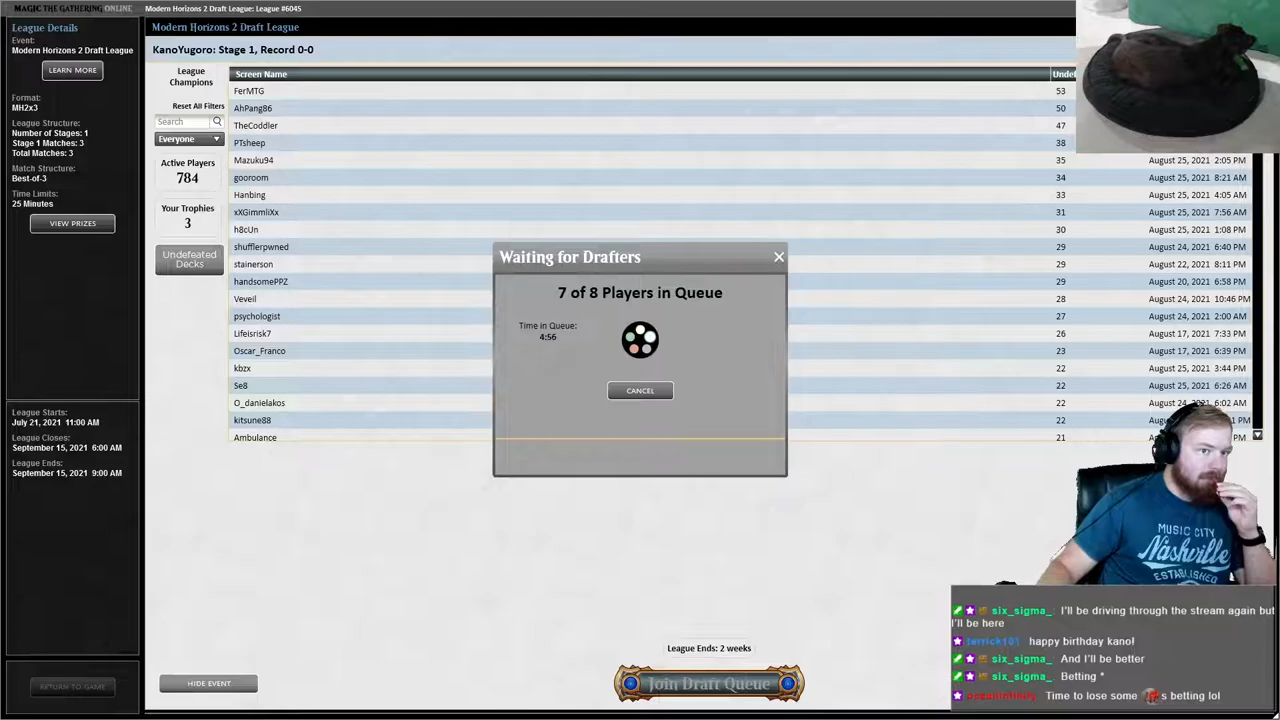 MAGIC THE GATHERING ONLINE
Modern Horizons 2 Draft League: League #6045
League Details
Event:
Modern Horizons 2 Draft League
LEARN MORE
Format:
MH2x3
League Structure:
Number of Stages: 1
Stage 1 Matches: 3
Total Matches: 3
Match Structure:
Best-of-3
Time Limits:
25 Minutes
VIEW PRIZES
League Starts:
July 21, 2021 11:00 AM
League Closes:
September 15, 2021 6:00 AM
League Ends:
September 15, 2021 9:00 AM
RETURN TO GAME
Modern Horizons 2 Draft League
KanoYugoro: Stage 1, Record 0-0
League
Champions
Reset All Filters
Search
Everyone
Active Players
784
Your Trophies
3
Undefeated
Decks
Screen Name
Undef
FerMTG 53
AhPang86 50
TheCoddler 47
PTsheep 38
Mazuku94 35 August 25, 2021 2:05 PM
gooroom 34 August 25, 2021 8:21 AM
Hanbing 33 August 25, 2021 4:05 AM
xXGimmliXx 31 August 25, 2021 7:56 AM
h8cUn 30 August 25, 2021 1:08 PM
shufflerpwned 29 August 24, 2021 6:40 PM
stainerson 29 August 22, 2021 8:11 PM
handsomePPZ 29 August 20, 2021 6:58 PM
Veveil 28 August 24, 2021 10:46 PM
psychologist 27 August 24, 2021 2:00 AM
Lifeisrisk7 26 August 17, 2021 7:33 PM
Oscar_Franco 23 August 17, 2021 6:39 PM
kbzx 22 August 25, 2021 3:44 PM
Se8 22 August 25, 2021 6:26 AM
O_danielakos 22 August 24, 2021 6:02 AM
kitsune88 22 PM
Ambulance 21 PM
Waiting for Drafters
7 of 8 Players in Queue
Time in Queue:
4:56
CANCEL
MUSIC CITY
Nashville
ESTABLISHED
League Ends: 2 weeks
HIDE EVENT
Join Draft Queue
six_sigma_: I'll be driving through the stream again but
I'll be here
terrick101 happy birthday kano!
six_sigma_: And I'll be better
six_sigma_: Betting *
Time to lose some s betting lol